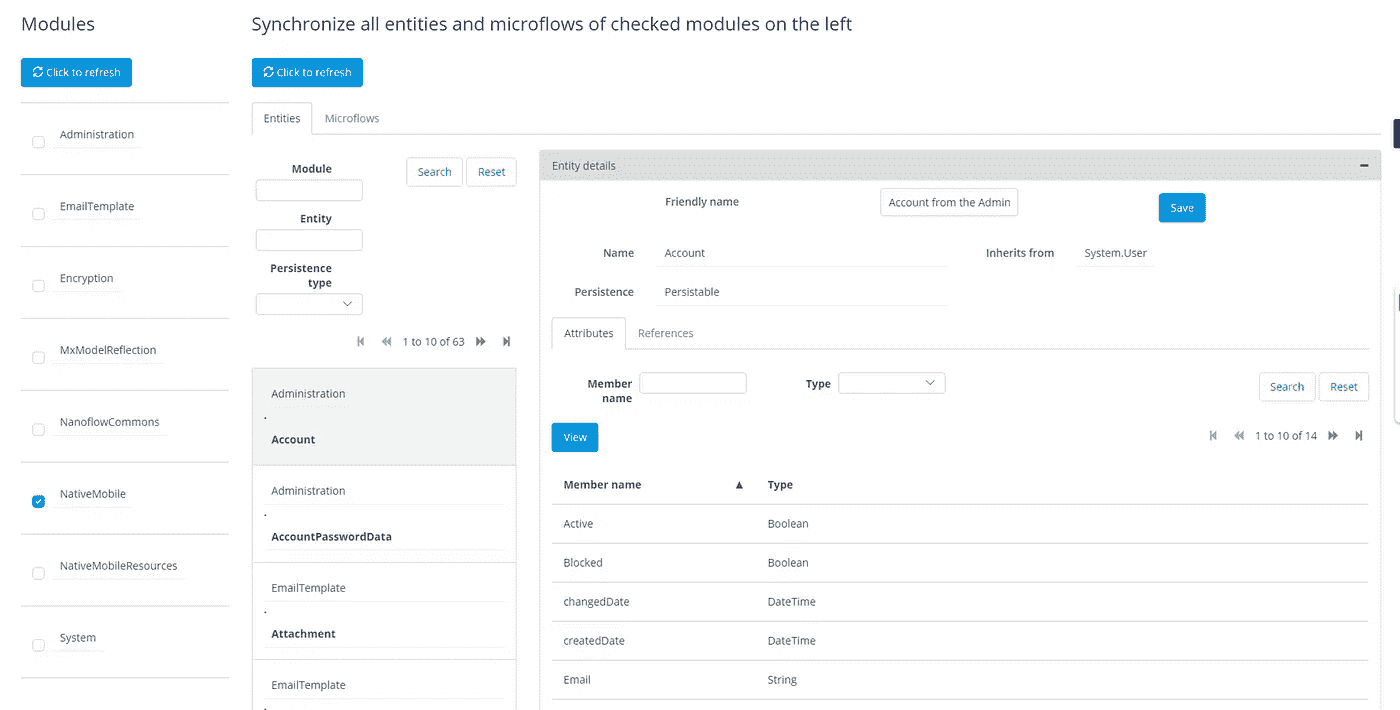 Modules
Click to refresh
Administration
EmailTemplate
Encryption
MxModelReflection
NanoflowCommons
NativeMobile
NativeMobileResources
System
Synchronize all entities and microflows of checked modules on the left
Click to refresh
Entities Microflows
Module
Search Reset
Entity
Persistence
type
1 to 10 of 63
Administration
.
Account
Administration
.
AccountPasswordData
EmailTemplate
.
Attachment
EmailTemplate
.
Entity details
Friendly name Account from the Admin Save
Name Account Inherits from System.User
Persistence Persistable
Attributes References
Member
name
Type
Search Reset
View
1 to 10 of 14
Member name ▲ Type
Active Boolean
Blocked Boolean
changedDate DateTime
createdDate DateTime
Email String